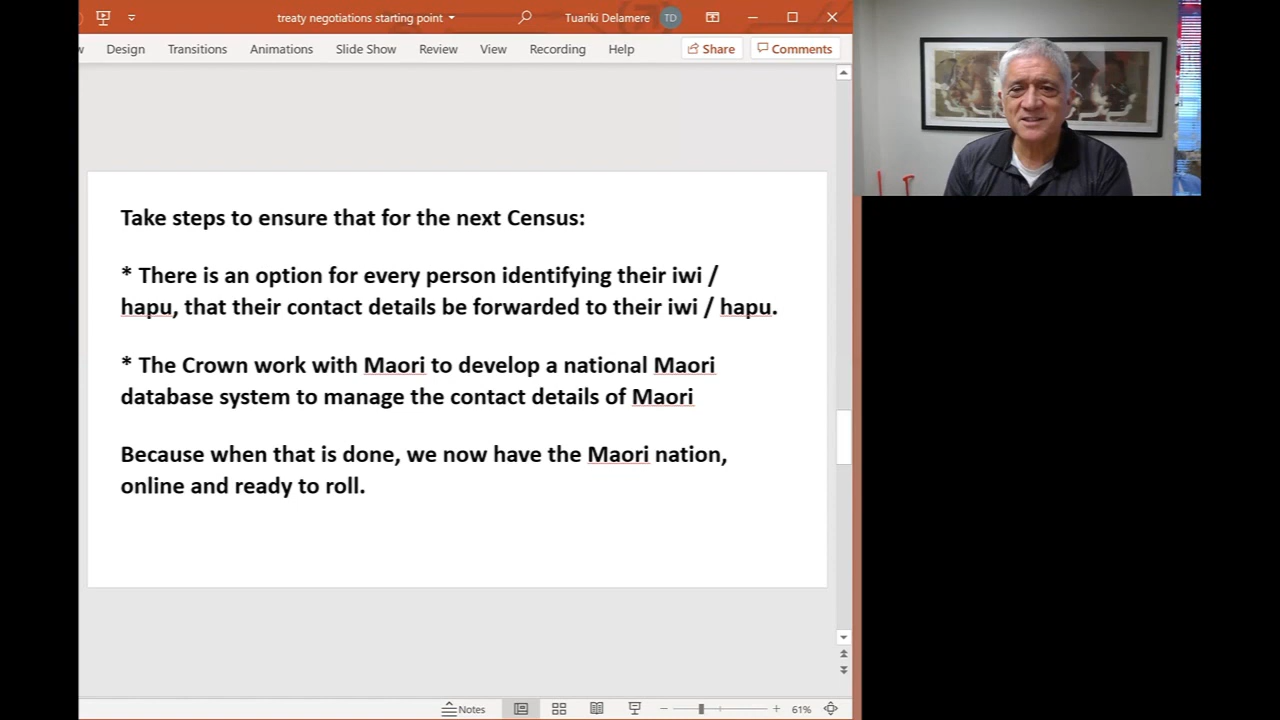 treaty negotiations starting point
Tuariki Delamere
TD
Design
Transitions
Animations
Slide Show
Review
View
Recording
Help
Share
Comments
Take steps to ensure that for the next Census:
* There is an option for every person identifying their iwi /
hapu, that their contact details be forwarded to their iwi / hapu.
* The Crown work with Maori to develop a national Maori
database system to manage the contact details of Maori
Because when that is done, we now have the Maori nation,
online and ready to roll.
Notes
61%